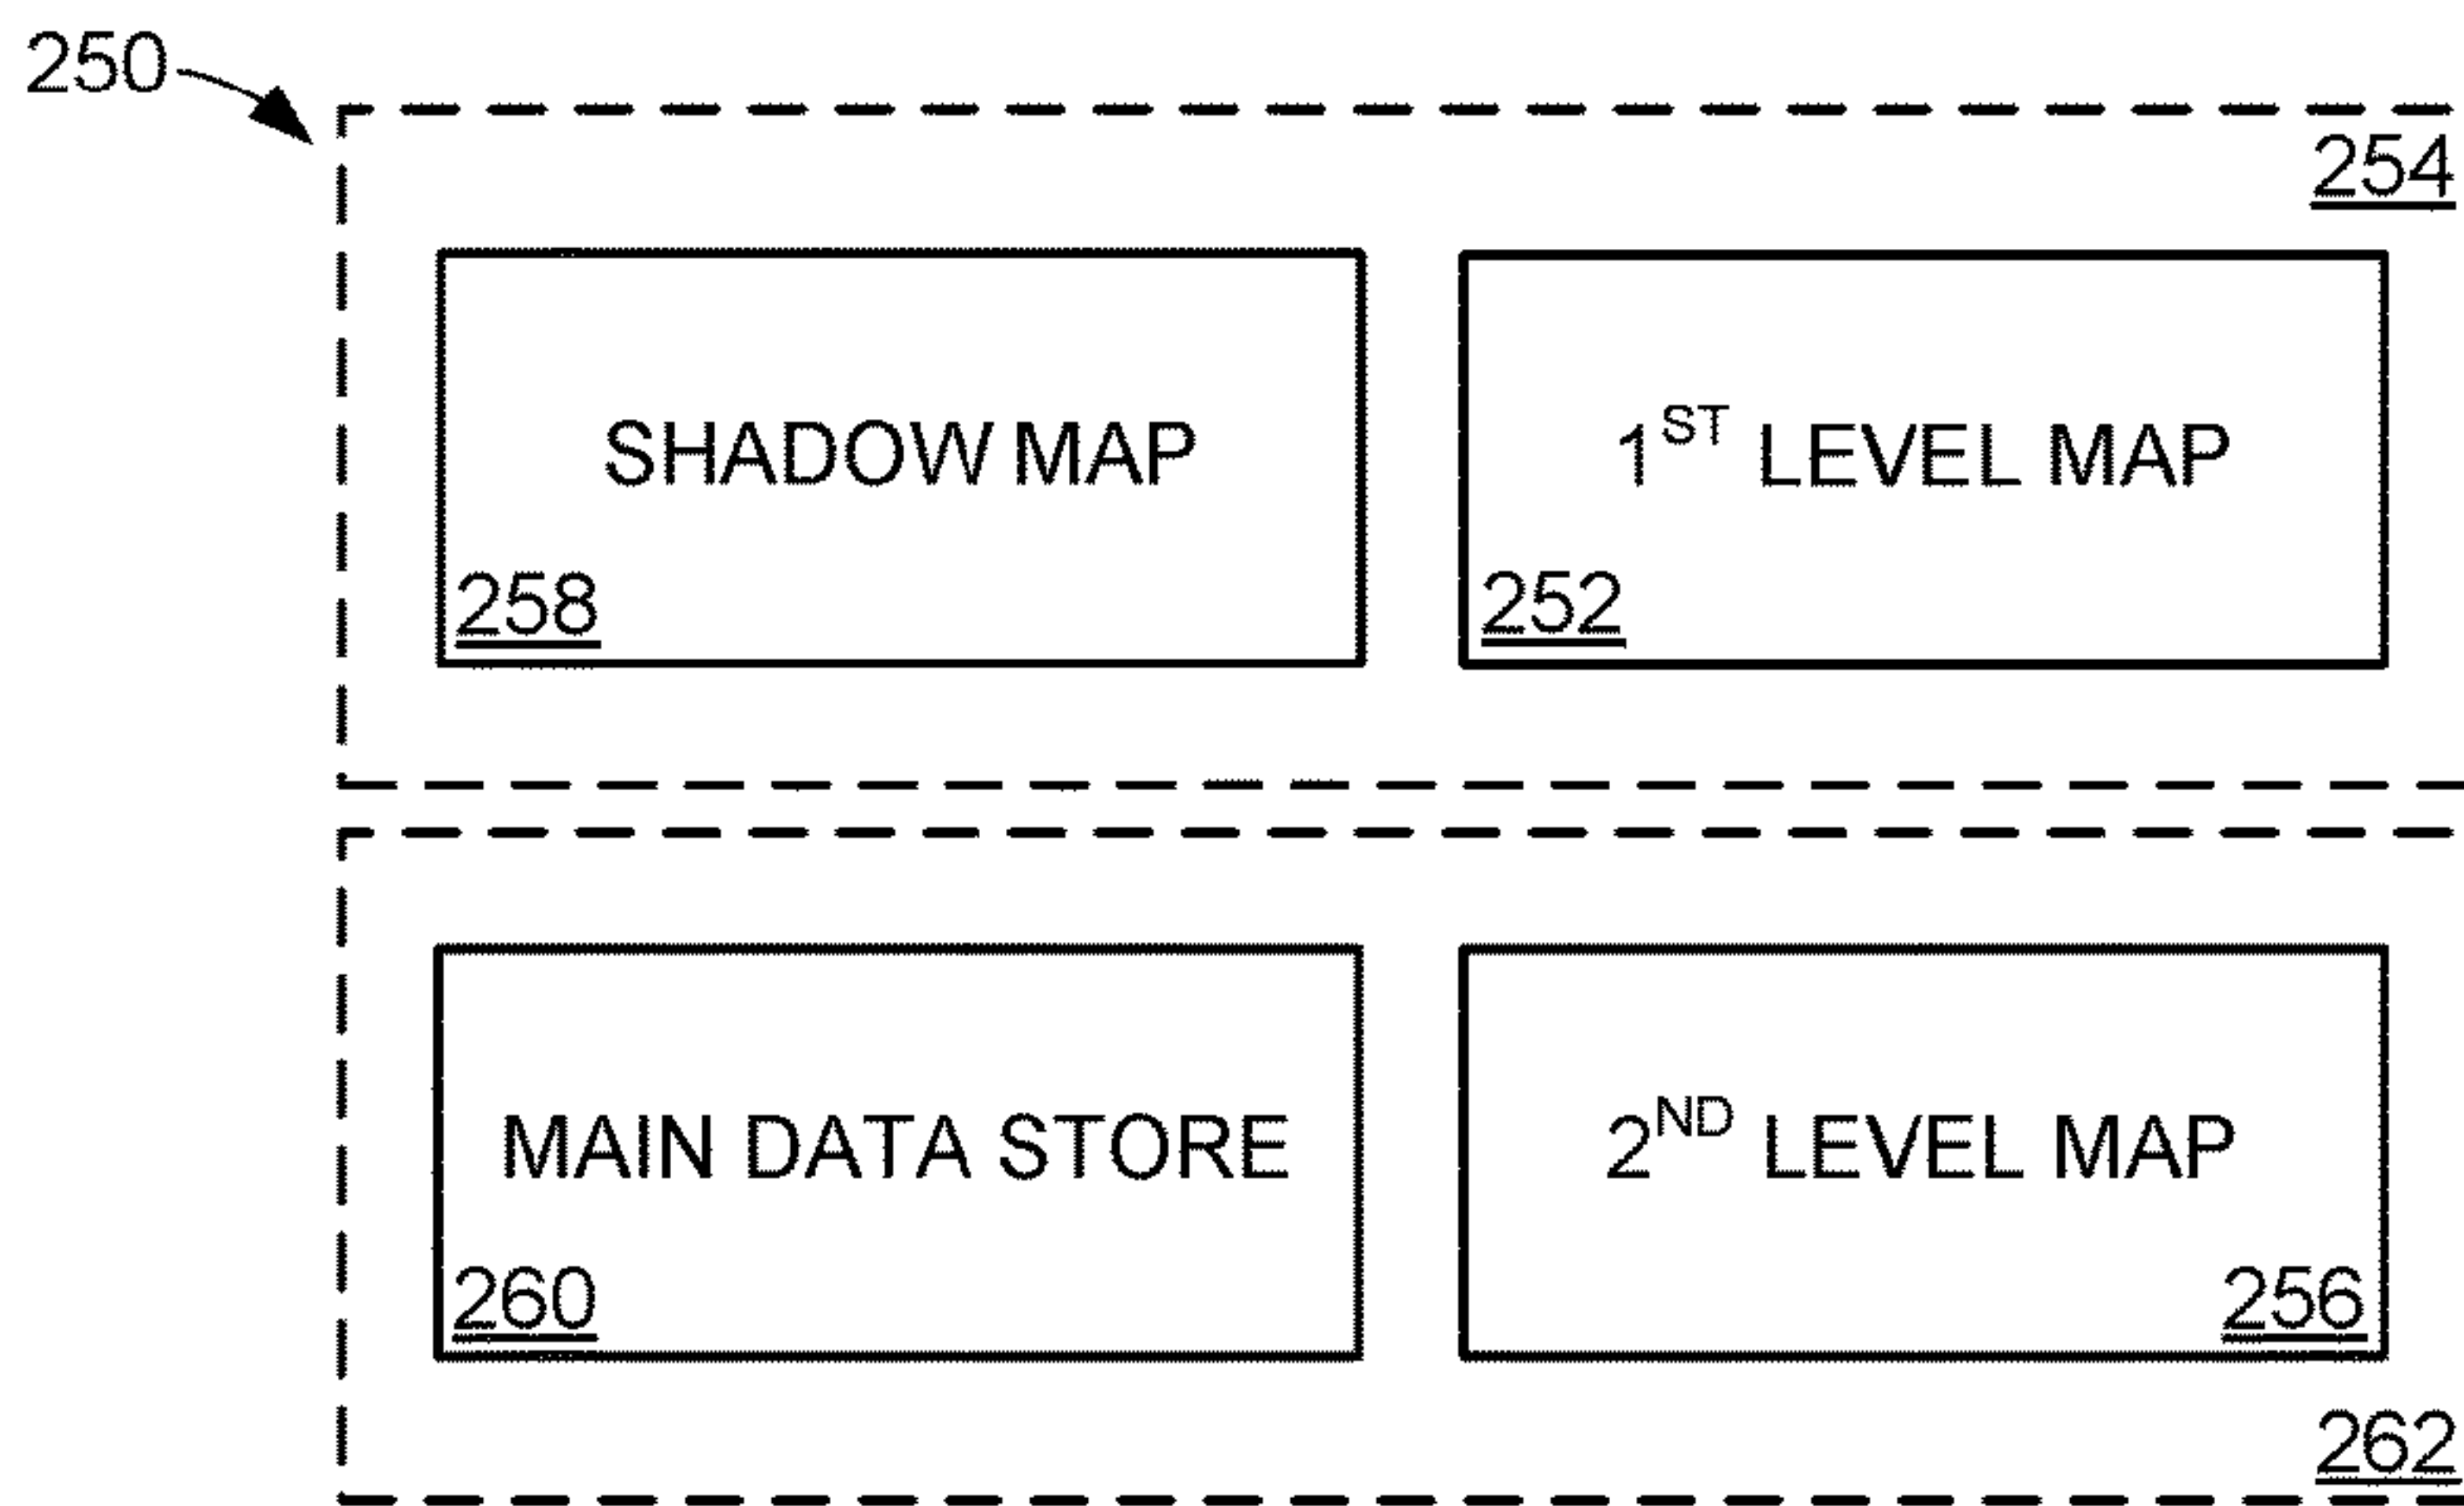 250
254
SHADOW MAP
258
1ST LEVEL MAP
252
MAIN DATA STORE
260
2ND LEVEL MAP
256
262